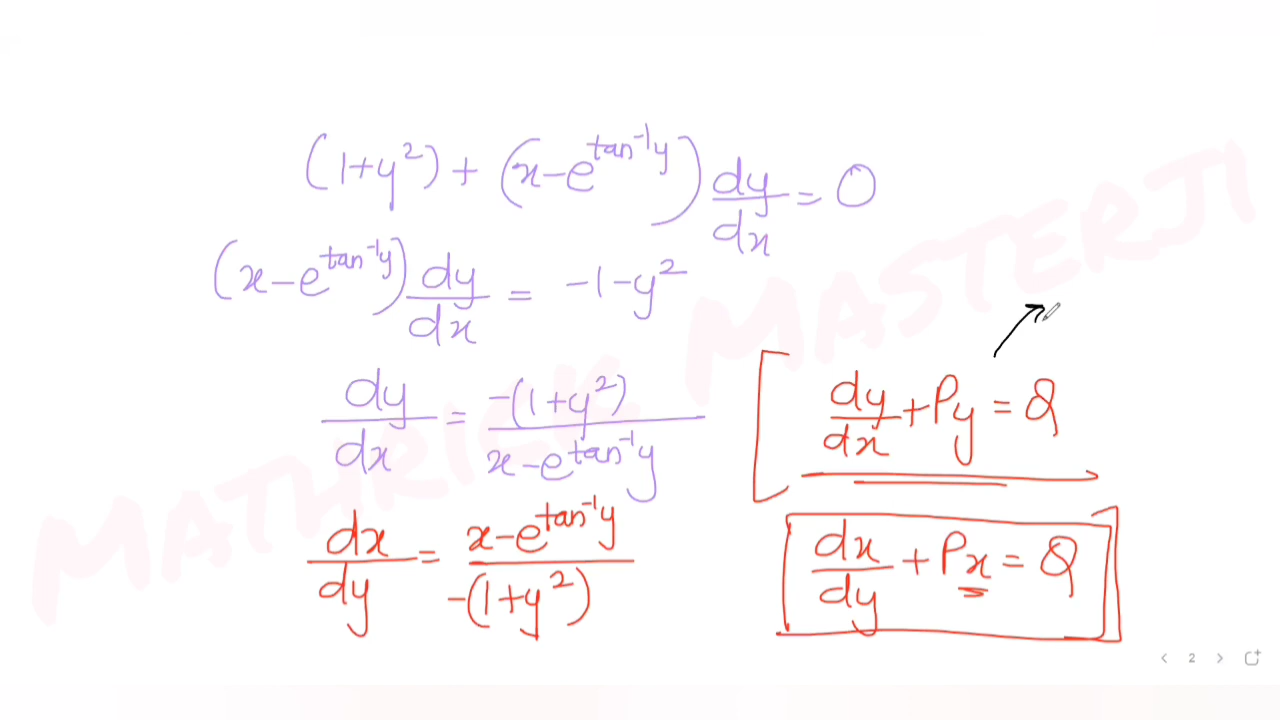 (1+y²) + (x-e^tan⁻¹y) dy/dx = 0
(x-e^tan⁻¹y) dy/dx = -1-y²
dy/dx = -(1+y²)/x-e^tan⁻¹y
dx/dy = x-e^tan⁻¹y/-(1+y²)
dy/dx + Py = Q
dx/dy + Px = Q
MATHRICK MASTERJI
< 2 >